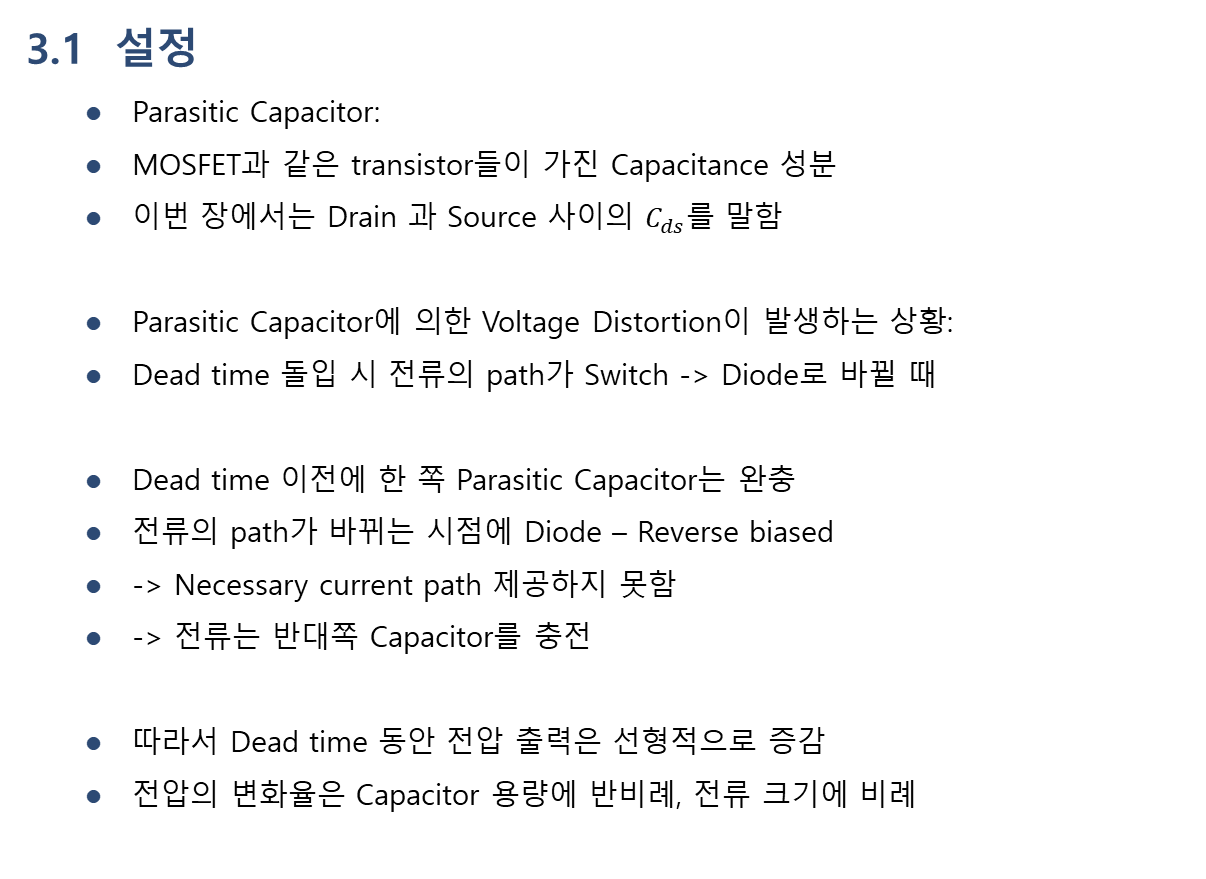 3.1 설정
● Parasitic Capacitor:
● MOSFET과 같은 transistor들이 가진 Capacitance 성분
● 이번 장에서는 Drain 과 Source 사이의 C_ds를 말함
● Parasitic Capacitor에 의한 Voltage Distortion이 발생하는 상황:
● Dead time 돌입 시 전류의 path가 Switch -> Diode로 바뀔 때
● Dead time 이전에 한 쪽 Parasitic Capacitor는 완충
● 전류의 path가 바뀌는 시점에 Diode – Reverse biased
● -> Necessary current path 제공하지 못함
● -> 전류는 반대쪽 Capacitor를 충전
● 따라서 Dead time 동안 전압 출력은 선형적으로 증감
● 전압의 변화율은 Capacitor 용량에 반비례, 전류 크기에 비례